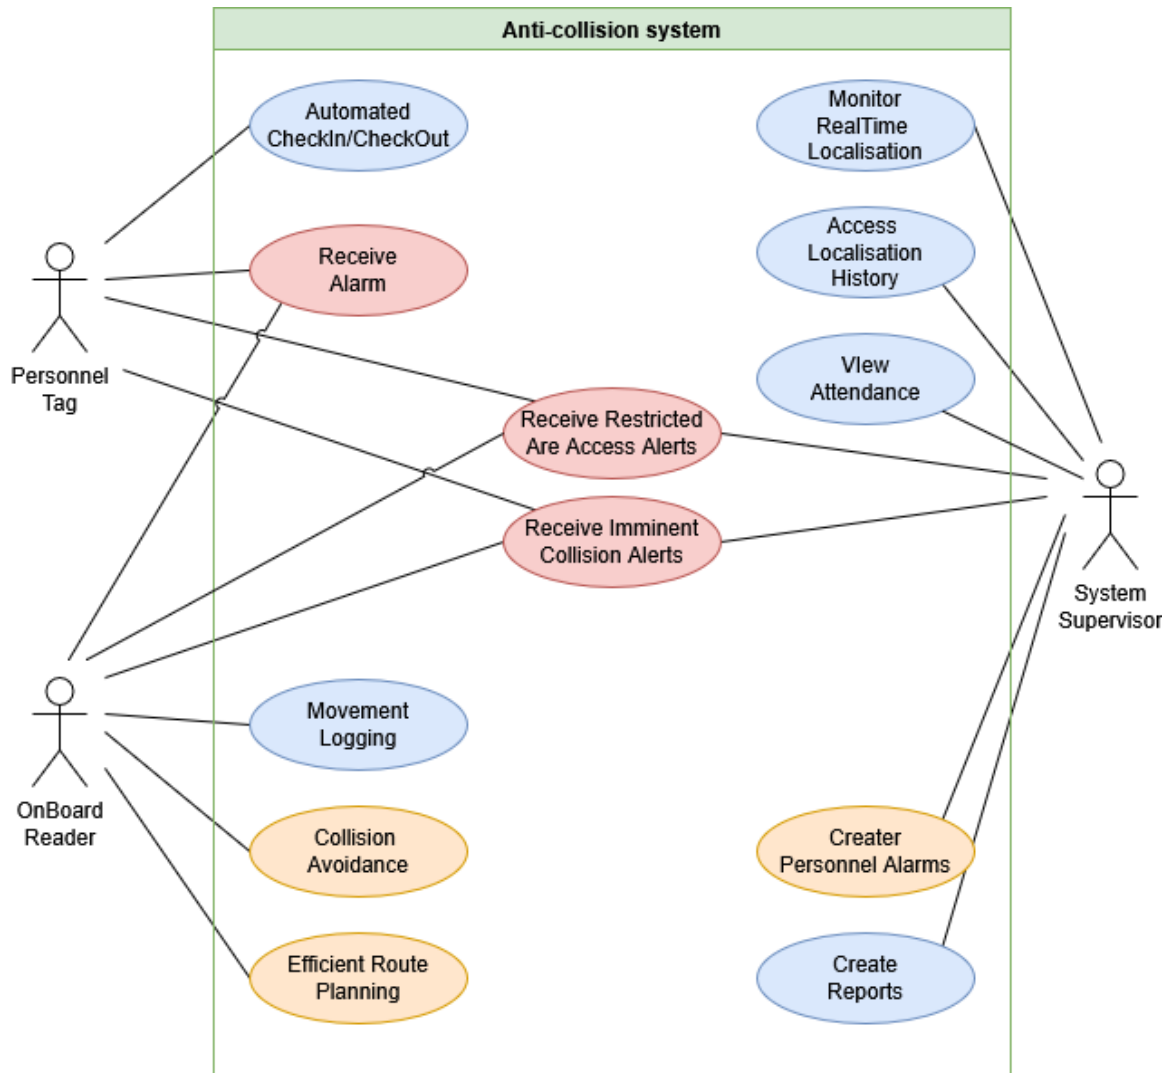 Anti-collision system
Automated
CheckIn/CheckOut
Monitor
RealTime
Localisation
Receive
Alarm
Access
Localisation
History
Personnel
Tag
VIew
Attendance
Receive Restricted
Are Access Alerts
Receive Imminent
Collision Alerts
System
Supervisor
Movement
Logging
OnBoard
Reader
Collision
Avoidance
Creater
Personnel Alarms
Efficient Route
Planning
Create
Reports